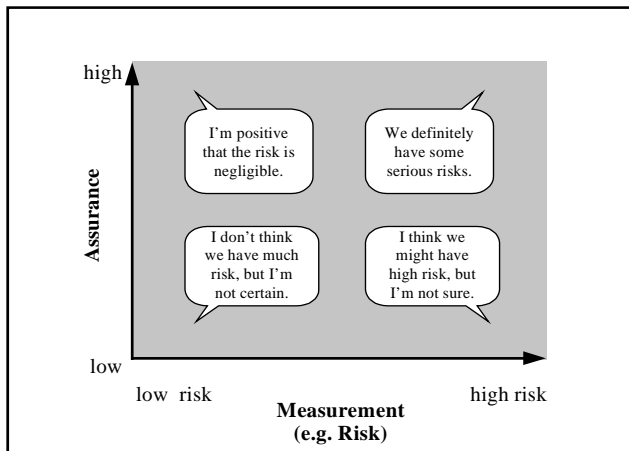 high
I’m positive
that the risk is
negligible.
We definitely
have some
serious risks.
Assurance
I don’t think
we have much
risk, but I’m
not certain.
I think we
might have
high risk, but
I’m not sure.
low
low risk
high risk
Measurement
(e.g. Risk)